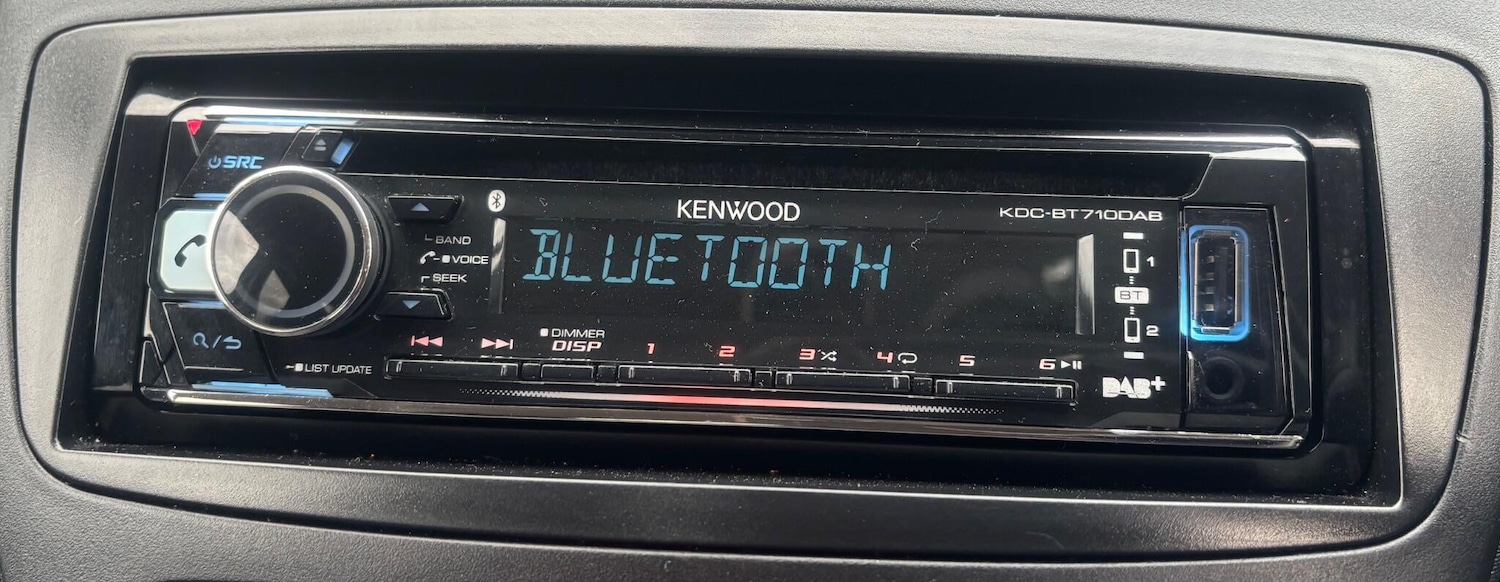 SRC
KENWOOD
KDC-BT710DAB
BLUETOOTH
BAND
VOICE
SEEK
1
BT
2
DIMMER
DISP
1
2
3
4
5
6
LIST UPDATE
DAB+